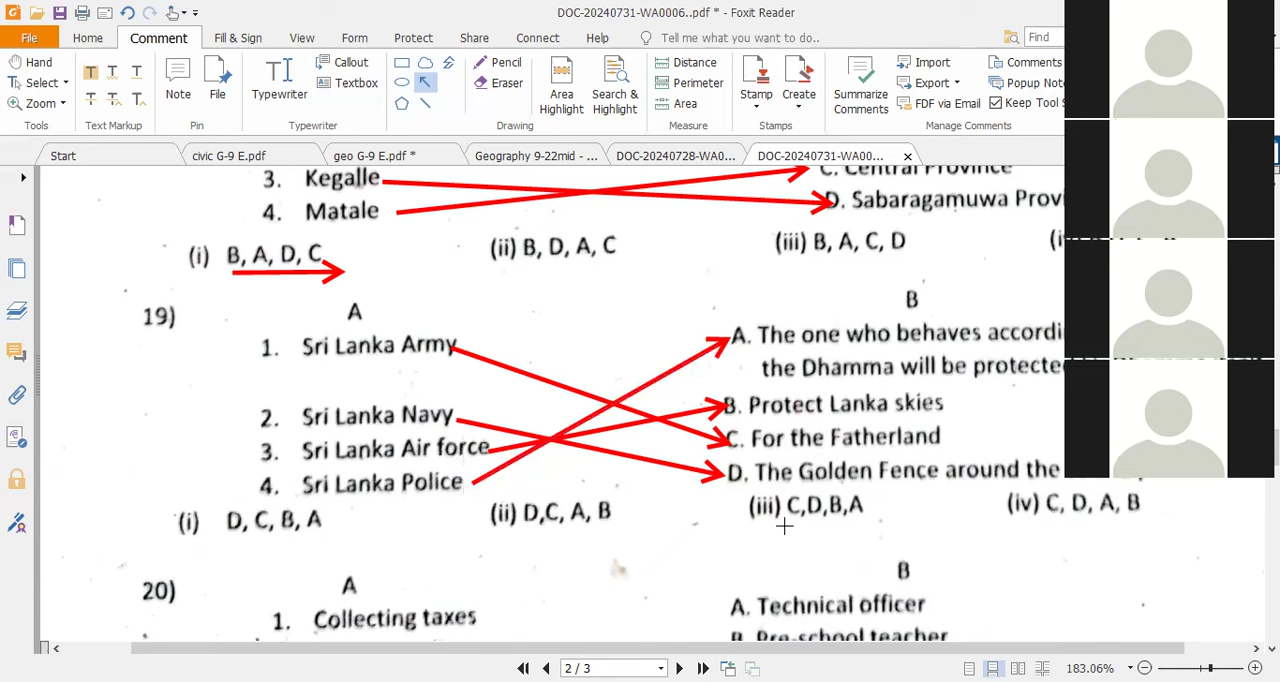 DOC-20240731-WA0006..pdf * - Foxit Reader
File Home Comment Fill & Sign View Form Protect Share Connect Help Tell me what you want to do.. Find
Hand Select Zoom Tools
Text Markup
Note File Pin
Typewriter Callout Textbox Typewriter
Pencil Eraser Area Highlight Search & Highlight Drawing
Distance Perimeter Area Measure
Stamp Create Stamps
Summarize Comments Import Export FDF via Email Comments Popup Note Keep Tool S
Manage Comments
Start civic G-9 E.pdf geo G-9 E.pdf * Geography 9-22mid - ... DOC-20240728-WA0... DOC-20240731-WA00...
3. Kegalle C. Central Province
4. Matale D. Sabaragamuwa Provi
(i) B, A, D, C (ii) B, D, A, C (iii) B, A, C, D
19) A B
1. Sri Lanka Army A. The one who behaves accordi
the Dhamma will be protected
2. Sri Lanka Navy B. Protect Lanka skies
3. Sri Lanka Air force C. For the Fatherland
4. Sri Lanka Police D. The Golden Fence around the
(i) D, C, B, A (ii) D,C, A, B (iii) C,D,B,A (iv) C, D, A, B
20) A B
1. Collecting taxes A. Technical officer
B. Pre-school teacher
2 / 3 183.06%